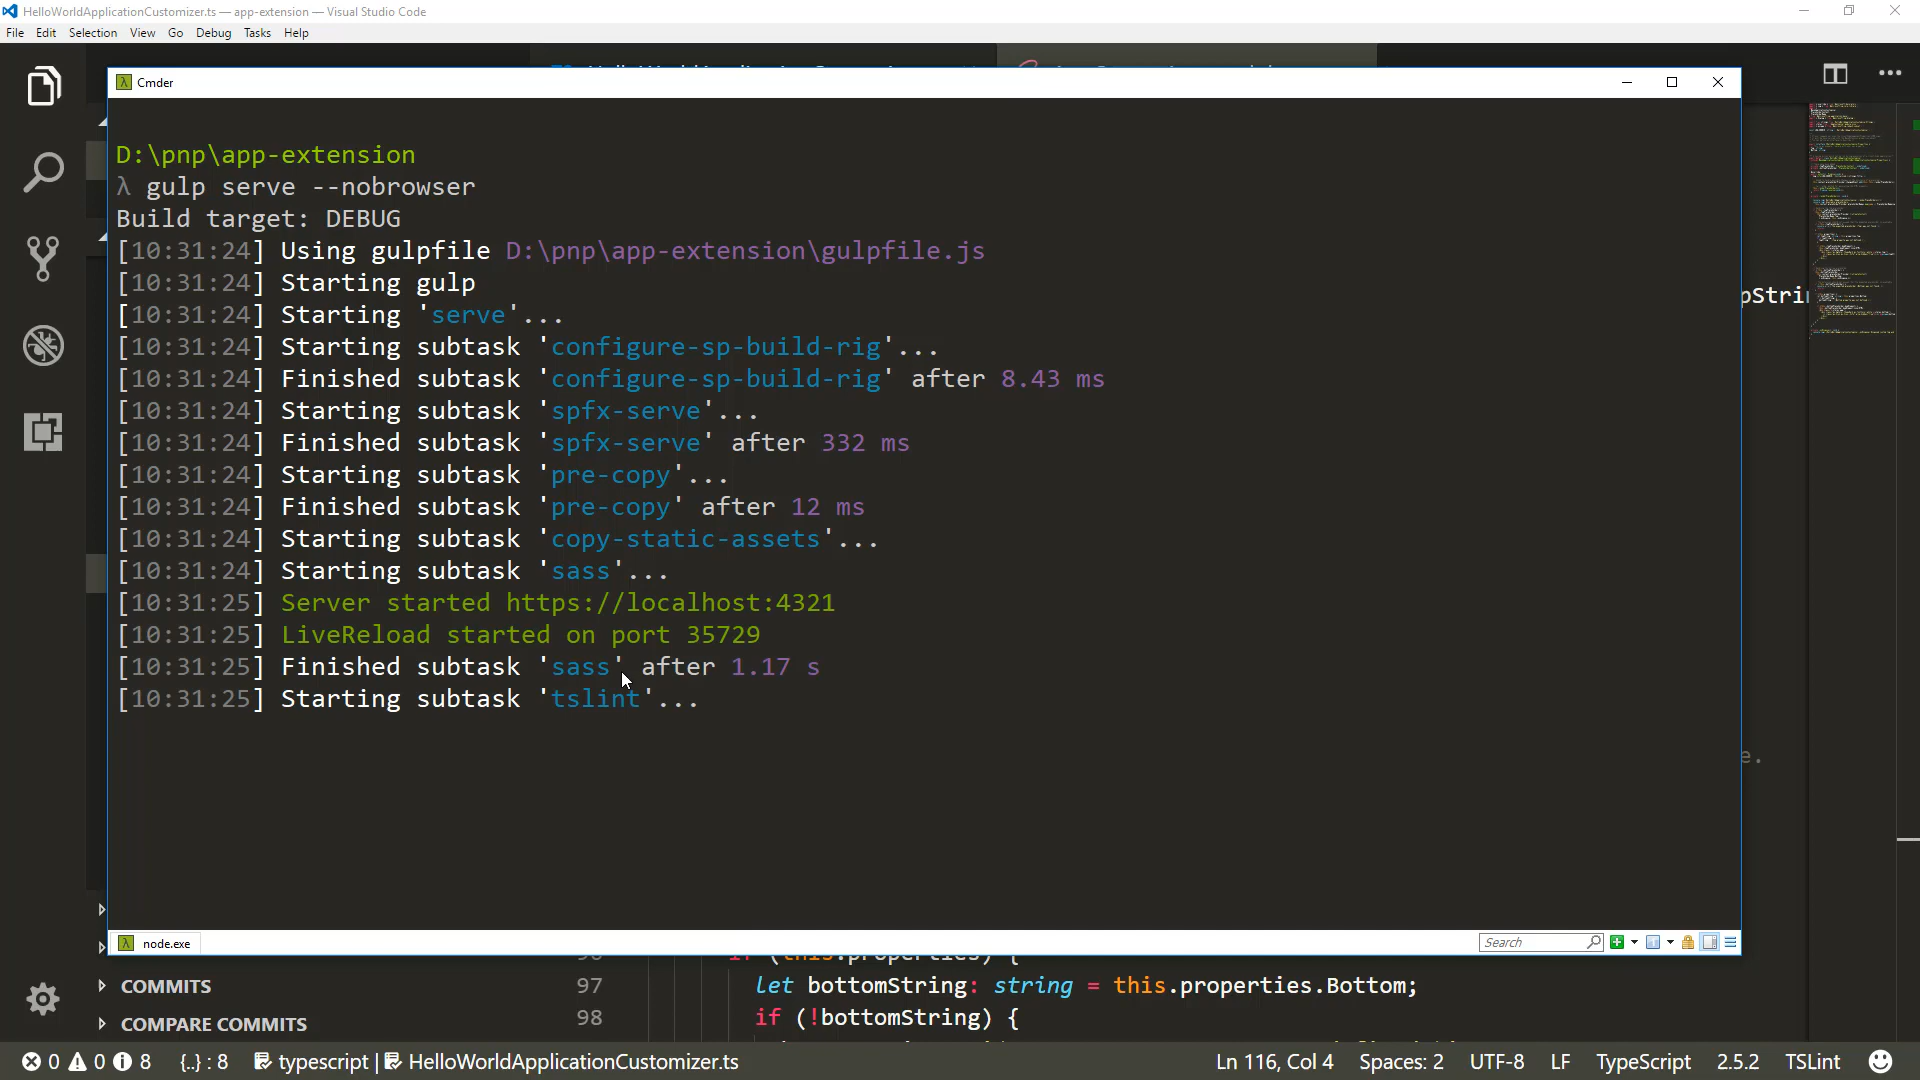 HelloWorldApplicationCustomizer.ts — app-extension — Visual Studio Code
File Edit Selection View Go Debug Tasks Help
Cmder
D:\pnp\app-extension
λ gulp serve --nobrowser
Build target: DEBUG
[10:31:24] Using gulpfile D:\pnp\app-extension\gulpfile.js
[10:31:24] Starting gulp
[10:31:24] Starting 'serve'...
[10:31:24] Starting subtask 'configure-sp-build-rig'...
[10:31:24] Finished subtask 'configure-sp-build-rig' after 8.43 ms
[10:31:24] Starting subtask 'spfx-serve'...
[10:31:24] Finished subtask 'spfx-serve' after 332 ms
[10:31:24] Starting subtask 'pre-copy'...
[10:31:24] Finished subtask 'pre-copy' after 12 ms
[10:31:24] Starting subtask 'copy-static-assets'...
[10:31:24] Starting subtask 'sass'...
[10:31:25] Server started https://localhost:4321
[10:31:25] LiveReload started on port 35729
[10:31:25] Finished subtask 'sass' after 1.17 s
[10:31:25] Starting subtask 'tslint'...
pStri
e.
λ node.exe
Search
if (this.properties) {
COMMITS
97 let bottomString: string = this.properties.Bottom;
98 if (!bottomString) {
COMPARE COMMITS
0 0 8 {..} : 8 typescript | HelloWorldApplicationCustomizer.ts Ln 116, Col 4 Spaces: 2 UTF-8 LF TypeScript 2.5.2 TSLint